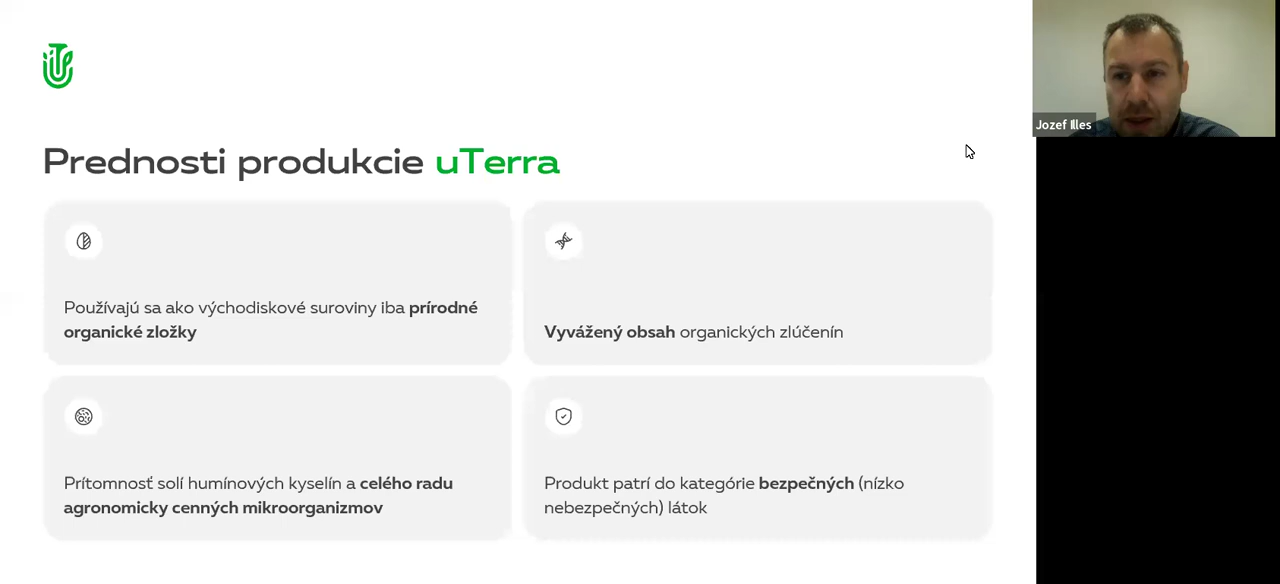 Prednosti produkcie uTerra
Používajú sa ako východiskové suroviny iba prírodné
organické zložky
Vyvážený obsah organických zlúčenín
Prítomnosť solí humínových kyselín a celého radu
agronomicky cenných mikroorganizmov
Produkt patrí do kategórie bezpečných (nízko
nebezpečných) látok
Jozef Illes